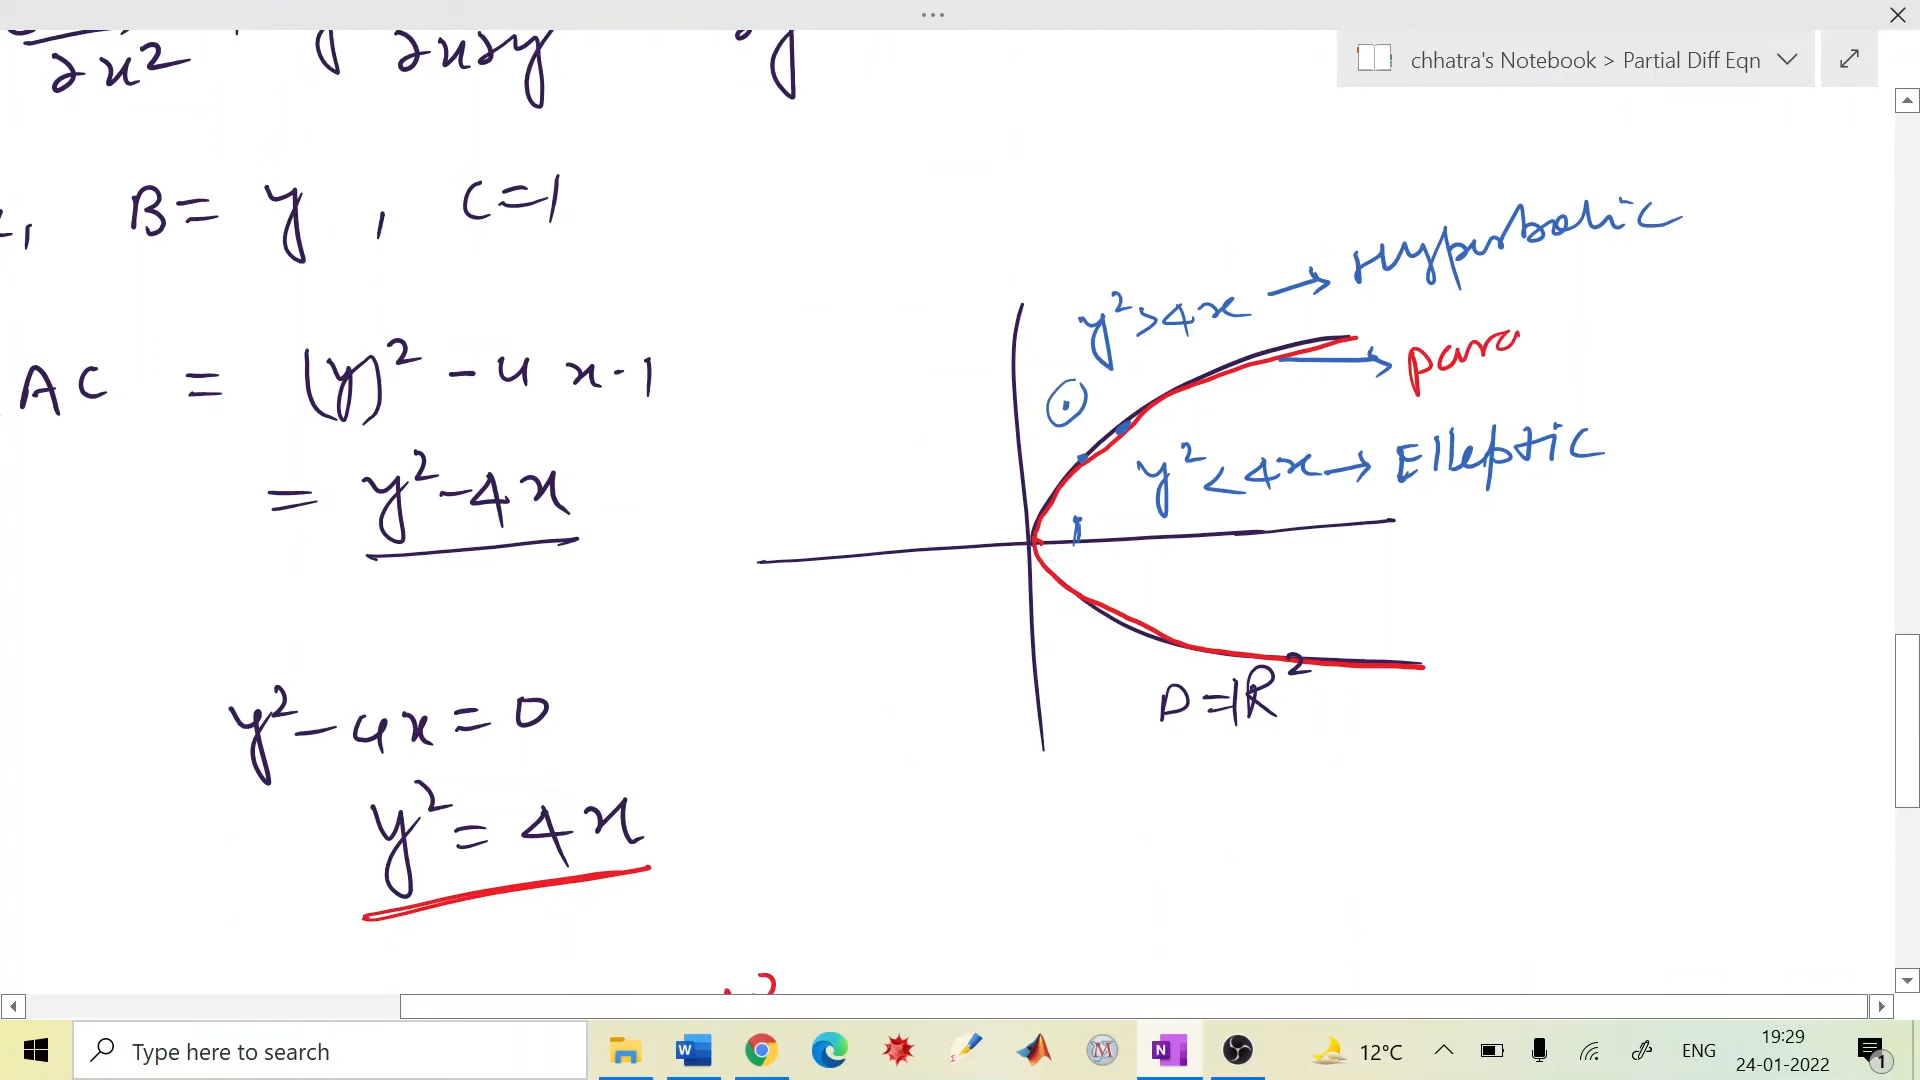 chhatra's Notebook > Partial Diff Eqn
∂x² ∂x∂y
B = y , C=1
AC = (y)² - 4 x·1
= y² - 4x
y² - 4x = 0
y² = 4x
y² > 4x → Hyperbolic
para
y² < 4x → Elleptic
D = ℝ²
Type here to search
12°C
ENG
19:29
24-01-2022
1